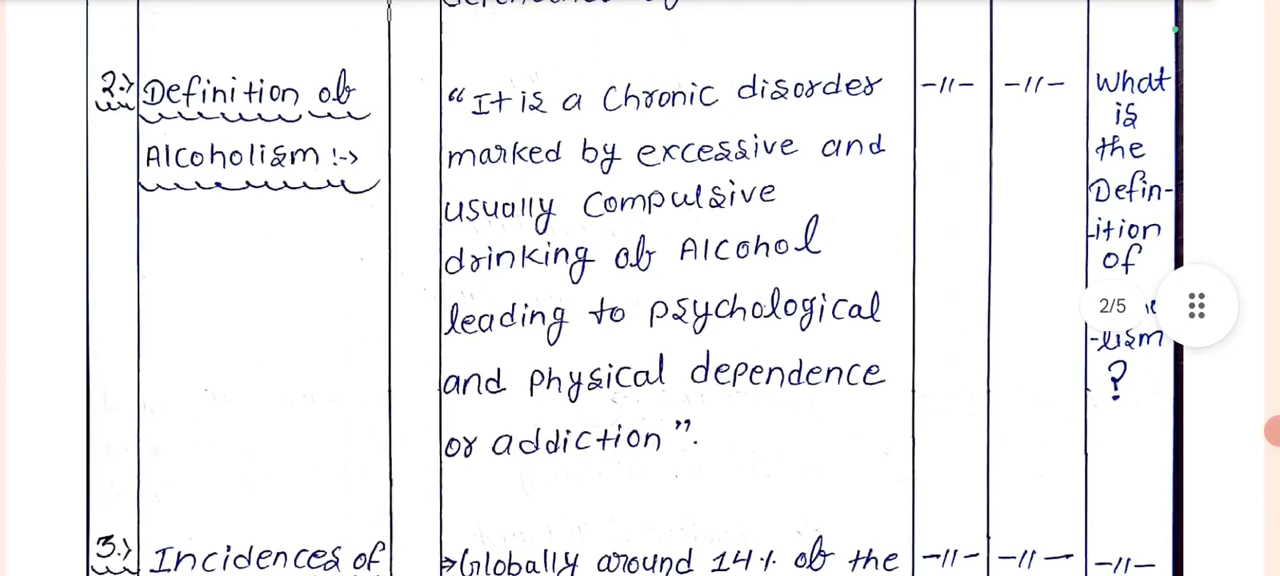 2.> Definition of
Alcoholism :->
"It is a Chronic disorder
marked by excessive and
usually Compulsive
drinking of Alcohol
leading to psychological
and physical dependence
or addiction".
-11- -11-
What
is
the
Defin-
-ition
of
-lism
?
2/5
3.> Incidences of
→Globally around 14% of the
-11- -11- -11-